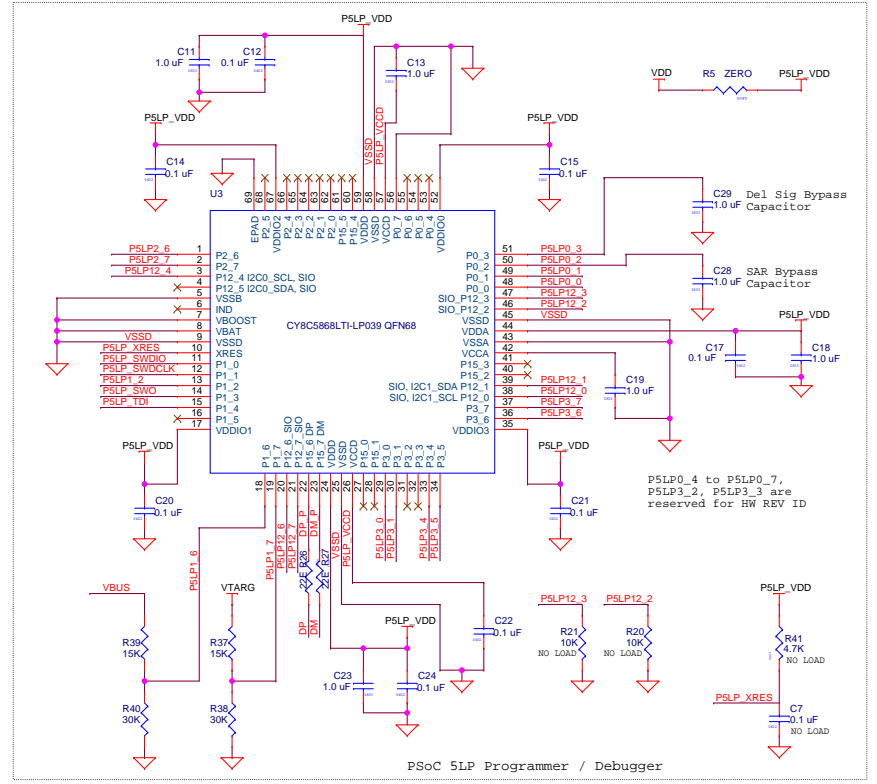 P5LP_VDD
C11
1.0 uF
C12
0.1 uF
C13
1.0 uF
VDD
R5 ZERO
P5LP_VDD
P5LP_VDD
VSSD
P5LP_VCCD
P5LP_VDD
C14
0.1 uF
C15
0.1 uF
U3
69 68 67 66 65 64 63 62 61 60 59 58 57 56 55 54 53 52
EPAD P2_5 VDDIO2 P2_4 P2_3 P2_2 P2_1 P2_0 P15_5 P15_4 VDDD VSSD VCCD P0_7 P0_6 P0_5 P0_4 VDDIO0
C29
1.0 uF
Del Sig Bypass
Capacitor
C28
1.0 uF
SAR Bypass
Capacitor
P5LP2_6 1 P2_6
P5LP2_7 2 P2_7
P5LP12_4 3 P12_4 I2C0_SCL, SIO
4 P12_5 I2C0_SDA, SIO
5 VSSB
6 IND
7 VBOOST
8 VBAT
VSSD 9 VSSD
P5LP_XRES 10 XRES
P5LP_SWDIO 11 P1_0
P5LP_SWDCLK 12 P1_1
P5LP1_2 13 P1_2
P5LP_SWO 14 P1_3
P5LP_TDI 15 P1_4
16 P1_5
17 VDDIO1
CY8C5868LTI-LP039 QFN68
P0_3 51 P5LP0_3
P0_2 50 P5LP0_2
P0_1 49 P5LP0_1
P0_0 48 P5LP0_0
SIO_P12_3 47 P5LP12_3
SIO_P12_2 46 P5LP12_2
VSSD 45 VSSD
VDDA 44
VSSA 43
VCCA 42
P15_3 41
P15_2 40
SIO, I2C1_SDA P12_1 39 P5LP12_1
SIO, I2C1_SCL P12_0 38 P5LP12_0
P3_7 37 P5LP3_7
P3_6 36 P5LP3_6
VDDIO3 35
P5LP_VDD
C17
0.1 uF
C18
1.0 uF
C19
1.0 uF
P1_6 P1_7 P12_6_SIO P12_7_SIO P15_6 DP P15_7 DM VDDD VSSD VCCD P15_0 P15_1 P3_0 P3_1 P3_2 P3_3 P3_4 P3_5
18 19 20 21 22 23 24 25 26 27 28 29 30 31 32 33 34
P5LP_VDD
C20
0.1 uF
P5LP_VDD
C21
0.1 uF
P5LP1_6
P5LP1_7
P5LP12_6
P5LP12_7
DP_P
DM_P
VSSD
P5LP_VCCD
P5LP3_0
P5LP3_1
P5LP3_4
P5LP3_5
22E R26
22E R27
DP
DM
P5LP0_4 to P5LP0_7,
P5LP3_2, P5LP3_3 are
reserved for HW REV ID
VBUS
R39
15K
R40
30K
VTARG
R37
15K
R38
30K
P5LP_VDD
C23
1.0 uF
C24
0.1 uF
C22
0.1 uF
P5LP12_3
R21
10K
NO LOAD
P5LP12_2
R20
10K
NO LOAD
P5LP_VDD
R41
4.7K
NO LOAD
P5LP_XRES
C7
0.1 uF
NO LOAD
PSoC 5LP Programmer / Debugger